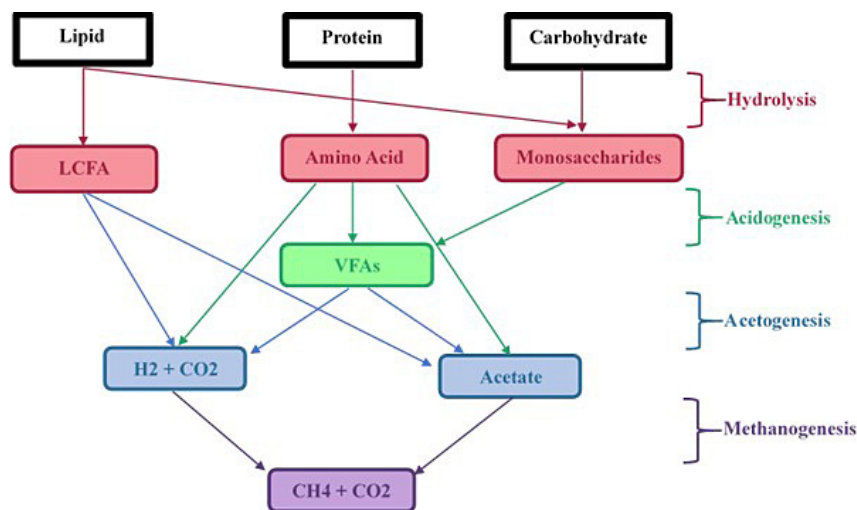 Lipid
Protein
Carbohydrate
Hydrolysis
LCFA
Amino Acid
Monosaccharides
Acidogenesis
VFAs
Acetogenesis
H2 + CO2
Acetate
Methanogenesis
CH4 + CO2